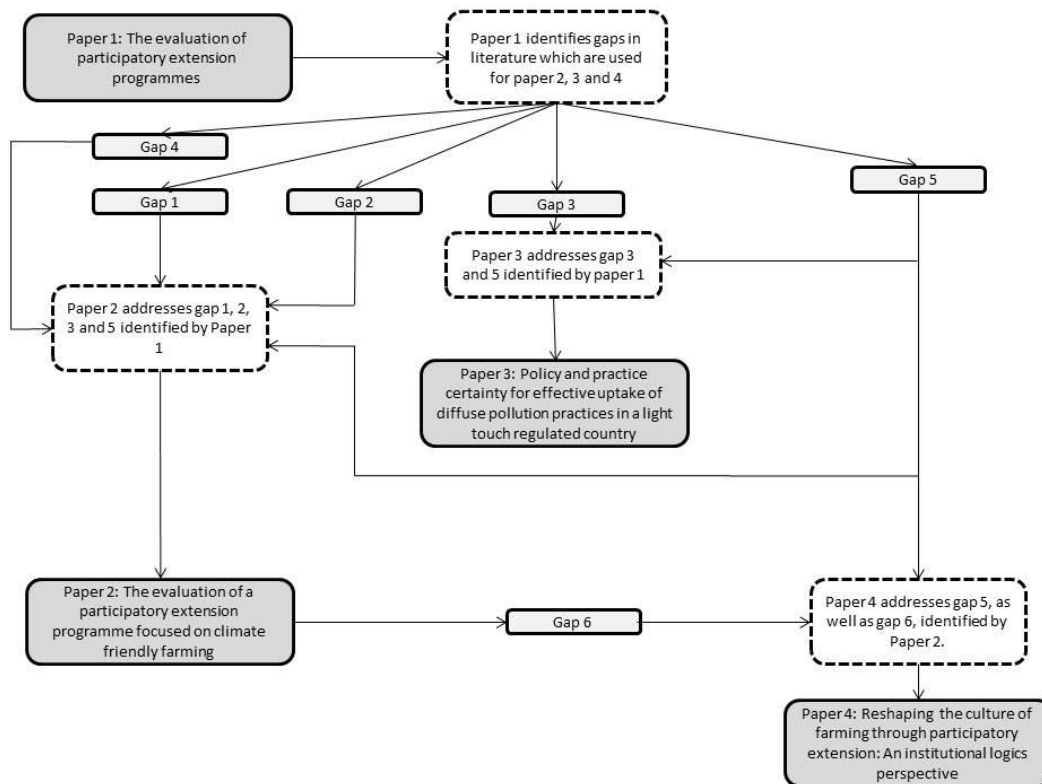 Paper 1: The evaluation of
participatory extension
programmes
Paper 1 identifies gaps in
literature which are used
for paper 2, 3 and 4
Gap 4
Gap 1
Gap 2
Gap 3
Gap 5
Paper 3 addresses gap 3
and 5 identified by paper 1
Paper 2 addresses gap 1, 2,
3 and 5 identified by Paper
1
Paper 3: Policy and practice
certainty for effective uptake of
diffuse pollution practices in a light
touch regulated country
Paper 2: The evaluation of a
participatory extension
programme focused on climate
friendly farming
Gap 6
Paper 4 addresses gap 5, as
well as gap 6, identified by
Paper 2.
Paper 4: Reshaping the culture of
farming through participatory
extension: An institutional logics
perspective